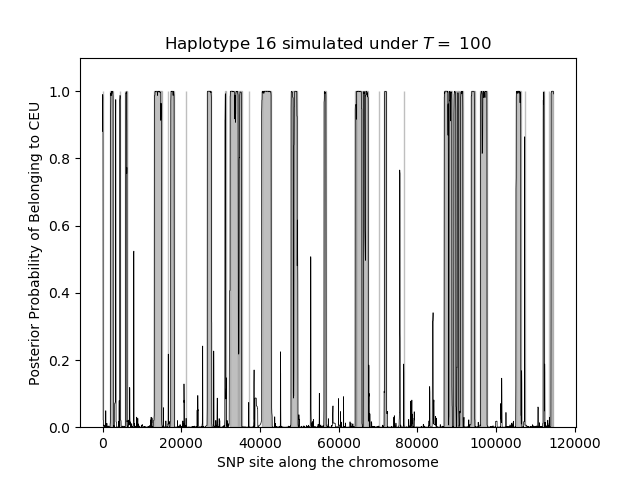 Haplotype 16 simulated under T = 100
Posterior Probability of Belonging to CEU
1.0
0.8
0.6
0.4
0.2
0.0
0 20000 40000 60000 80000 100000 120000
SNP site along the chromosome